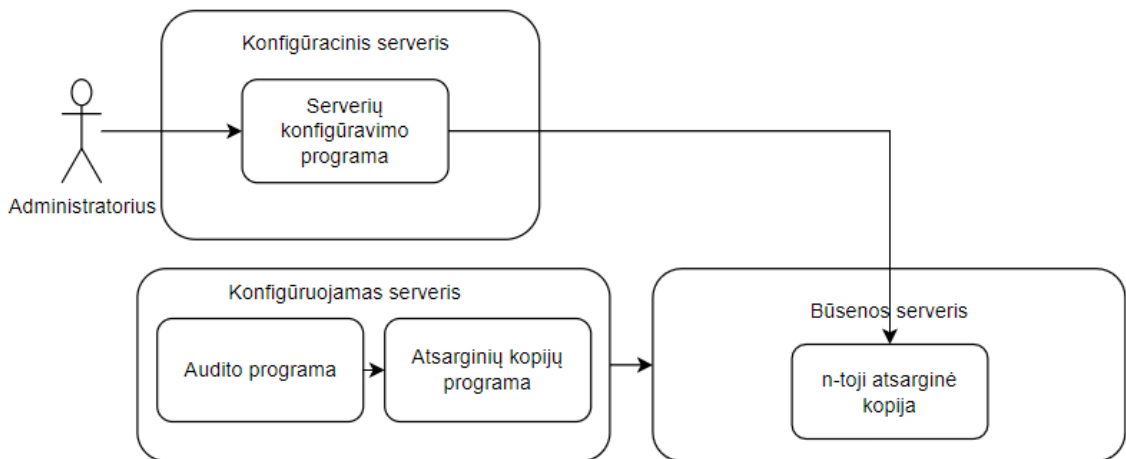 Konfigūracinis serveris
Serverių
konfigūravimo
programa
Administratorius
Konfigūruojamas serveris
Audito programa
Atsarginių kopijų
programa
Būsenos serveris
n-toji atsarginė
kopija